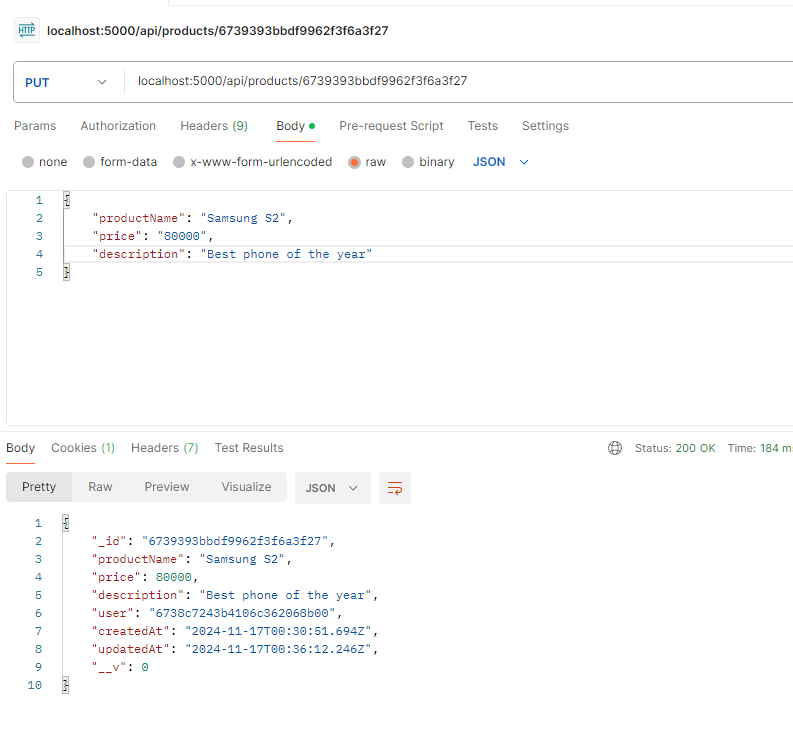 HTTP localhost:5000/api/products/6739393bbdf9962f3f6a3f27
PUT localhost:5000/api/products/6739393bbdf9962f3f6a3f27
Params Authorization Headers (9) Body Pre-request Script Tests Settings
none form-data x-www-form-urlencoded raw binary JSON
1 {
2 "productName": "Samsung S2",
3 "price": "80000",
4 "description": "Best phone of the year"
5 }
Body Cookies (1) Headers (7) Test Results Status: 200 OK Time: 184 m
Pretty Raw Preview Visualize JSON
1 {
2 "_id": "6739393bbdf9962f3f6a3f27",
3 "productName": "Samsung S2",
4 "price": 80000,
5 "description": "Best phone of the year",
6 "user": "6738c7243b4106c362068b00",
7 "createdAt": "2024-11-17T00:30:51.694Z",
8 "updatedAt": "2024-11-17T00:36:12.246Z",
9 "__v": 0
10 }